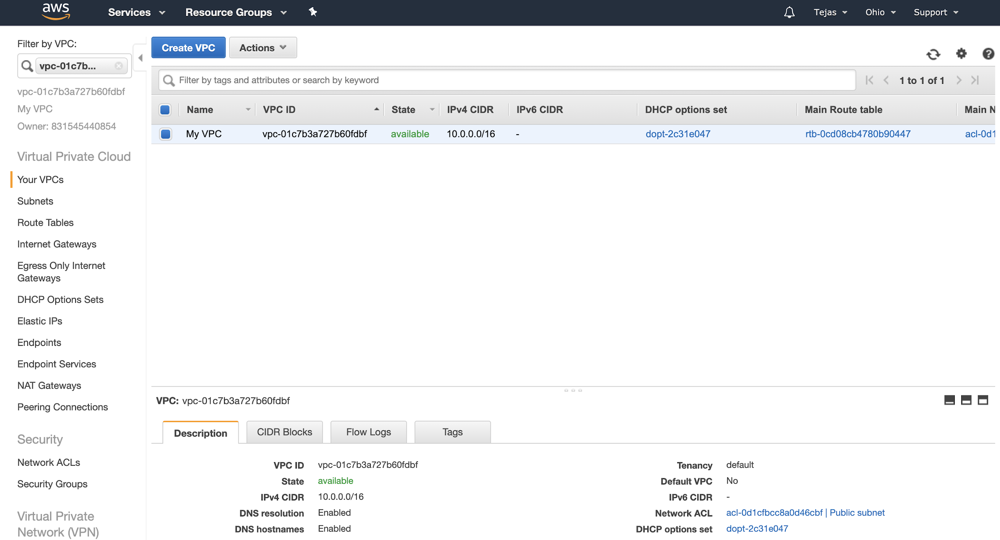 aws
Services
Resource Groups
Tejas
Ohio
Support
Filter by VPC:
vpc-01c7b...
vpc-01c7b3a727b60fdbf
My VPC
Owner: 831545440854
Virtual Private Cloud
Your VPCs
Subnets
Route Tables
Internet Gateways
Egress Only Internet
Gateways
DHCP Options Sets
Elastic IPs
Endpoints
Endpoint Services
NAT Gateways
Peering Connections
Security
Network ACLs
Security Groups
Virtual Private
Network (VPN)
Create VPC
Actions
Filter by tags and attributes or search by keyword
1 to 1 of 1
Name VPC ID State IPv4 CIDR IPv6 CIDR DHCP options set Main Route table Main N
My VPC vpc-01c7b3a727b60fdbf available 10.0.0.0/16 - dopt-2c31e047 rtb-0cd08cb4780b90447 acl-0d1
VPC: vpc-01c7b3a727b60fdbf
Description
CIDR Blocks
Flow Logs
Tags
VPC ID vpc-01c7b3a727b60fdbf
State available
IPv4 CIDR 10.0.0.0/16
DNS resolution Enabled
DNS hostnames Enabled
Tenancy default
Default VPC No
IPv6 CIDR -
Network ACL acl-0d1cfbcc8a0d46cbf | Public subnet
DHCP options set dopt-2c31e047